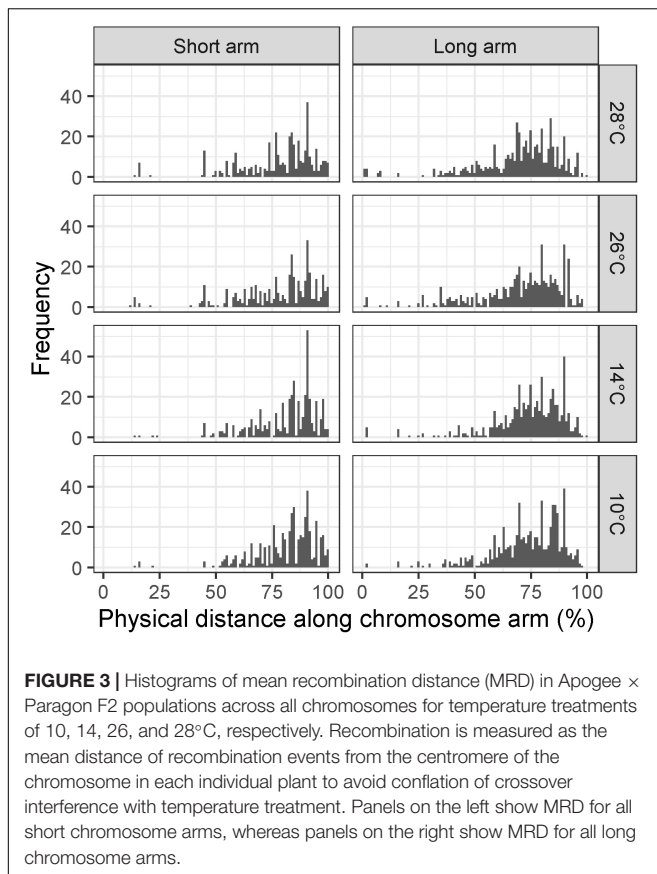 Short arm Long arm
40
20
0
28°C
40
20
0
26°C
Frequency
40
20
0
14°C
40
20
0
10°C
0 25 50 75 100 0 25 50 75 100
Physical distance along chromosome arm (%)
FIGURE 3 | Histograms of mean recombination distance (MRD) in Apogee ×
Paragon F2 populations across all chromosomes for temperature treatments
of 10, 14, 26, and 28°C, respectively. Recombination is measured as the
mean distance of recombination events from the centromere of the
chromosome in each individual plant to avoid conflation of crossover
interference with temperature treatment. Panels on the left show MRD for all
short chromosome arms, whereas panels on the right show MRD for all long
chromosome arms.